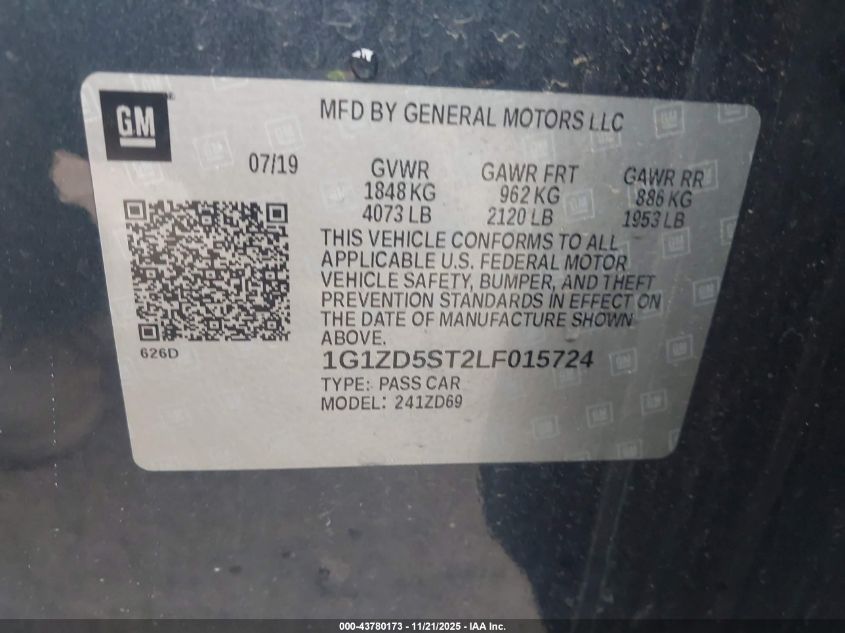 GM
MFD BY GENERAL MOTORS LLC
07/19
GVWR GAWR FRT GAWR RR
1848 KG 962 KG 886 KG
4073 LB 2120 LB 1953 LB
THIS VEHICLE CONFORMS TO ALL
APPLICABLE U.S. FEDERAL MOTOR
VEHICLE SAFETY, BUMPER, AND THEFT
PREVENTION STANDARDS IN EFFECT ON
THE DATE OF MANUFACTURE SHOWN
ABOVE.
626D
1G1ZD5ST2LF015724
TYPE: PASS CAR
MODEL: 241ZD69
000-43780173 - 11/21/2025 - IAA Inc.